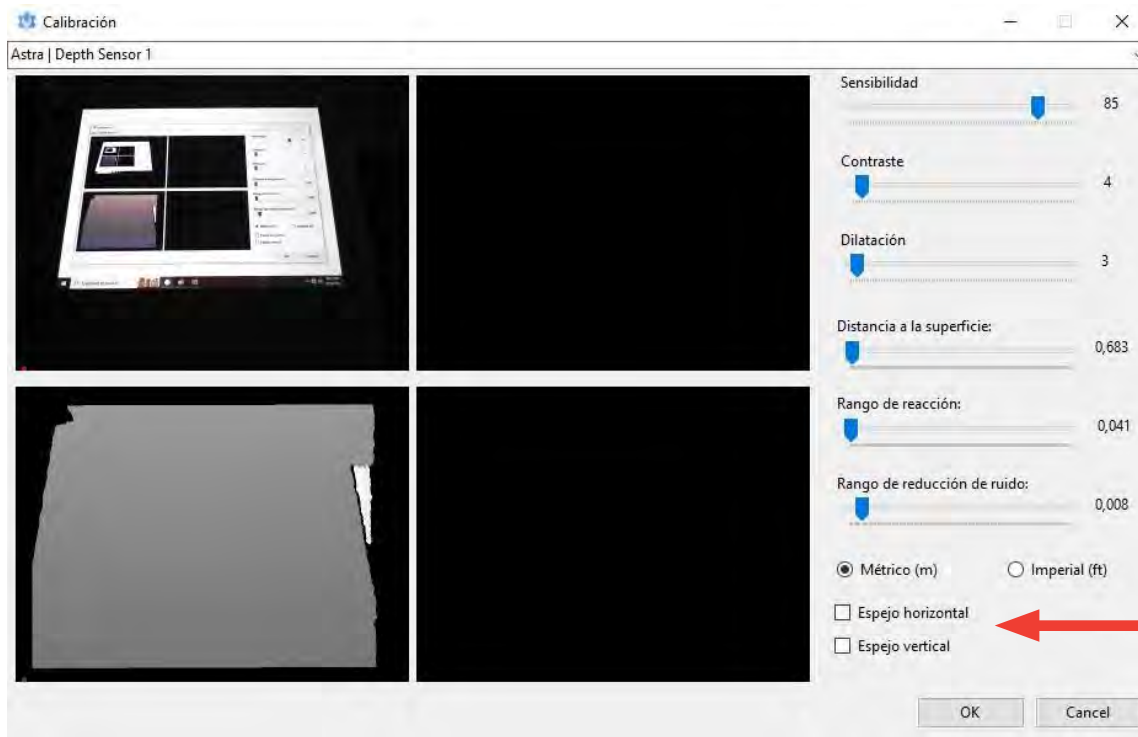 Calibración
Astra | Depth Sensor 1
Sensibilidad
85
Contraste
4
Dilatación
3
Distancia a la superficie:
0,683
Rango de reacción:
0,041
Rango de reducción de ruido:
0,008
Métrico (m) Imperial (ft)
Espejo horizontal
Espejo vertical
OK Cancel